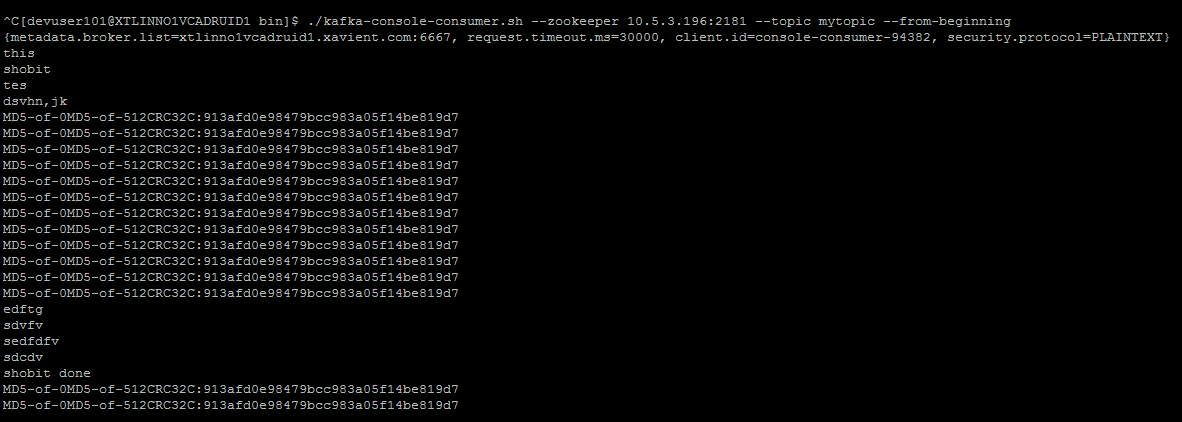 ^C[devuser101@XTLINNO1VCADRUID1 bin]$ ./kafka-console-consumer.sh --zookeeper 10.5.3.196:2181 --topic mytopic --from-beginning
{metadata.broker.list=xtlinno1vcadruid1.xavient.com:6667, request.timeout.ms=30000, client.id=console-consumer-94382, security.protocol=PLAINTEXT}
this
shobit
tes
dsvhn,jk
MD5-of-0MD5-of-512CRC32C:913afd0e98479bcc983a05f14be819d7
MD5-of-0MD5-of-512CRC32C:913afd0e98479bcc983a05f14be819d7
MD5-of-0MD5-of-512CRC32C:913afd0e98479bcc983a05f14be819d7
MD5-of-0MD5-of-512CRC32C:913afd0e98479bcc983a05f14be819d7
MD5-of-0MD5-of-512CRC32C:913afd0e98479bcc983a05f14be819d7
MD5-of-0MD5-of-512CRC32C:913afd0e98479bcc983a05f14be819d7
MD5-of-0MD5-of-512CRC32C:913afd0e98479bcc983a05f14be819d7
MD5-of-0MD5-of-512CRC32C:913afd0e98479bcc983a05f14be819d7
MD5-of-0MD5-of-512CRC32C:913afd0e98479bcc983a05f14be819d7
MD5-of-0MD5-of-512CRC32C:913afd0e98479bcc983a05f14be819d7
MD5-of-0MD5-of-512CRC32C:913afd0e98479bcc983a05f14be819d7
MD5-of-0MD5-of-512CRC32C:913afd0e98479bcc983a05f14be819d7
edftg
sdvfv
sedfdfv
sdcdv
shobit done
MD5-of-0MD5-of-512CRC32C:913afd0e98479bcc983a05f14be819d7
MD5-of-0MD5-of-512CRC32C:913afd0e98479bcc983a05f14be819d7